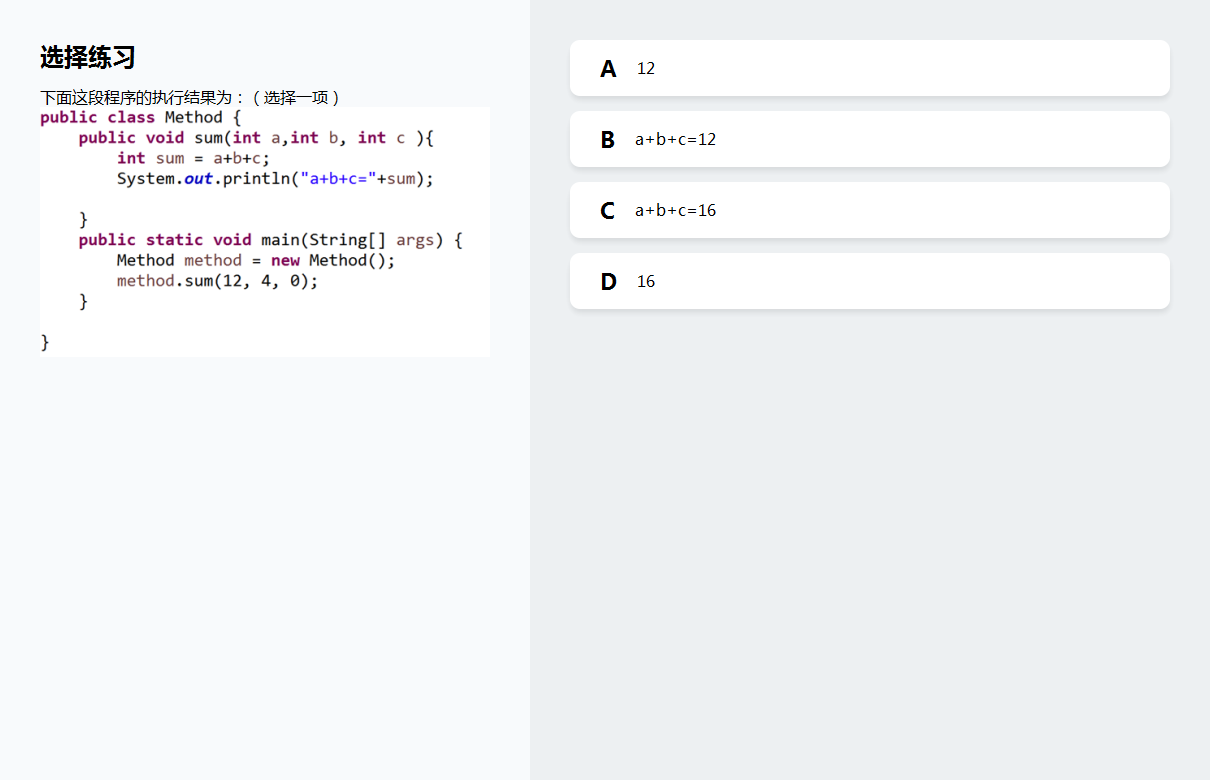 选择练习
下面这段程序的执行结果为：（选择一项）
public class Method {
public void sum(int a,int b, int c ){
int sum = a+b+c;
System.out.println("a+b+c="+sum);
}
public static void main(String[] args) {
Method method = new Method();
method.sum(12, 4, 0);
}
}
A 12
B a+b+c=12
C a+b+c=16
D 16